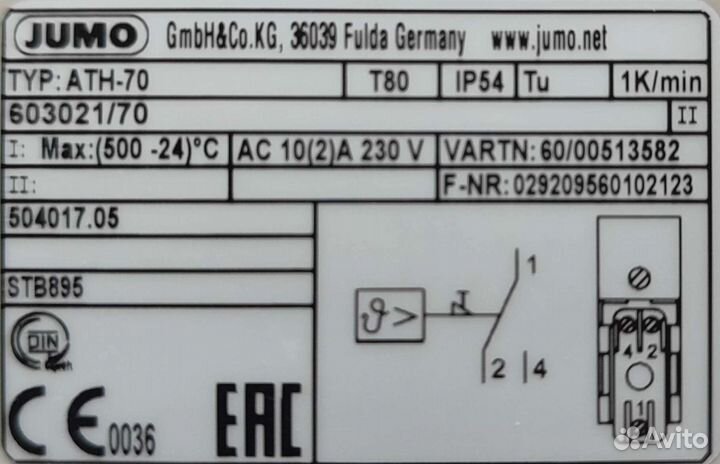 JUMO GmbH&Co.KG, 36039 Fulda Germany www.jumo.net
TYP: ATH-70 T80 IP54 Tu 1K/min
603021/70 II
I: Max:(500 -24)°C AC 10(2)A 230 V VARTN: 60/00513582
II: F-NR: 029209560102123
504017.05
STB895
DIN
CE 0036
EAC
ϑ>
1
2 4
4 2
1
Avito